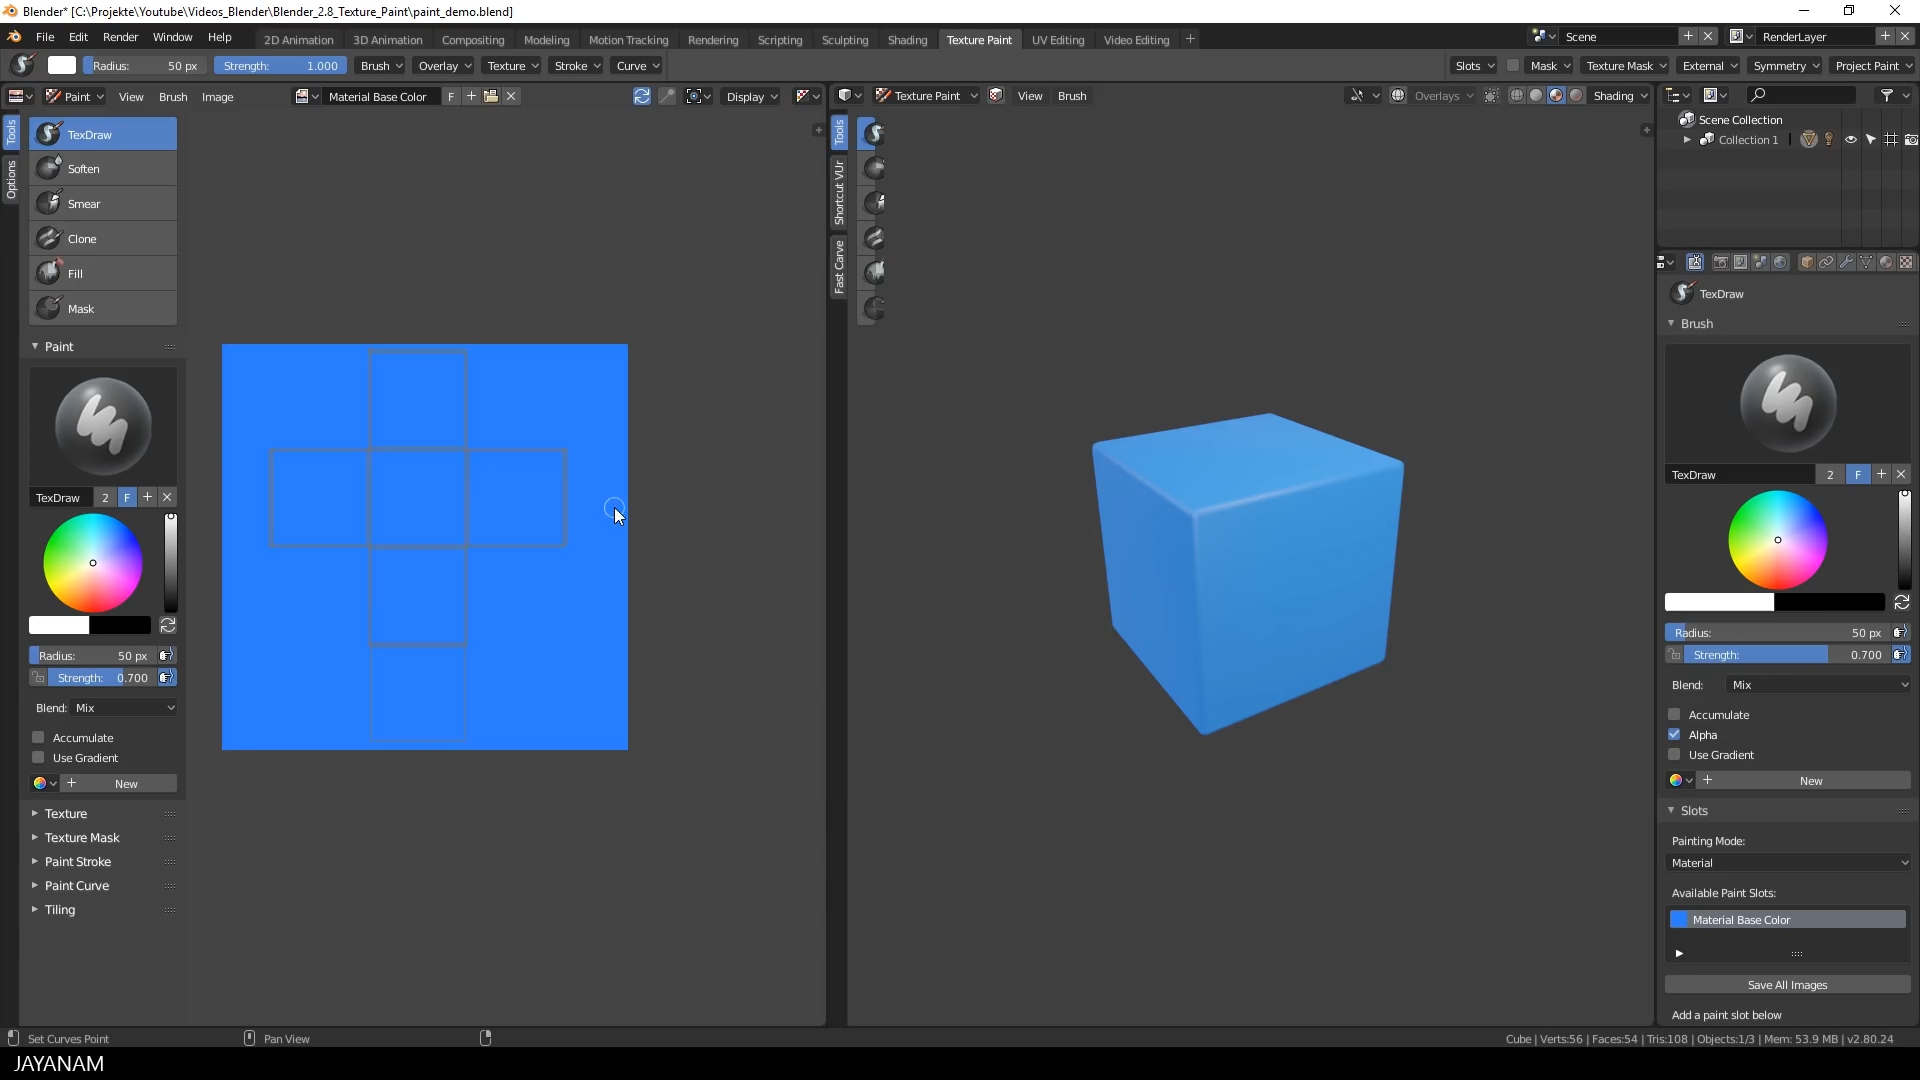 Blender* [C:\Projekte\Youtube\Videos_Blender\Blender_2.8_Texture_Paint\paint_demo.blend]
File Edit Render Window Help 2D Animation 3D Animation Compositing Modeling Motion Tracking Rendering Scripting Sculpting Shading Texture Paint UV Editing Video Editing Scene RenderLayer
Radius: 50 px Strength: 1.000 Brush Overlay Texture Stroke Curve Slots Mask Texture Mask External Symmetry Project Paint
Paint View Brush Image Material Base Color F Display Texture Paint View Brush Overlays Shading
Tools
Options
TexDraw
Soften
Smear
Clone
Fill
Mask
Paint
TexDraw 2 F
Radius: 50 px
Strength: 0.700
Blend: Mix
Accumulate
Use Gradient
New
Texture
Texture Mask
Paint Stroke
Paint Curve
Tiling
Tools
Shortcut VUr
Fast Carve
Scene Collection
Collection 1
TexDraw
Brush
TexDraw 2 F
Radius: 50 px
Strength: 0.700
Blend: Mix
Accumulate
Alpha
Use Gradient
New
Slots
Painting Mode:
Material
Available Paint Slots:
Material Base Color
Save All Images
Add a paint slot below
Set Curves Point Pan View Cube | Verts:56 | Faces:54 | Tris:108 | Objects:1/3 | Mem: 53.9 MB | v2.80.24
JAYANAM